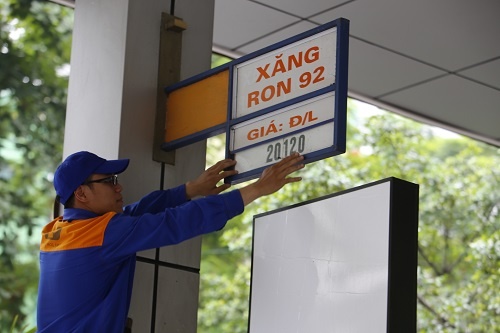 XĂNG
RON 92
GIÁ: Đ/L
20120